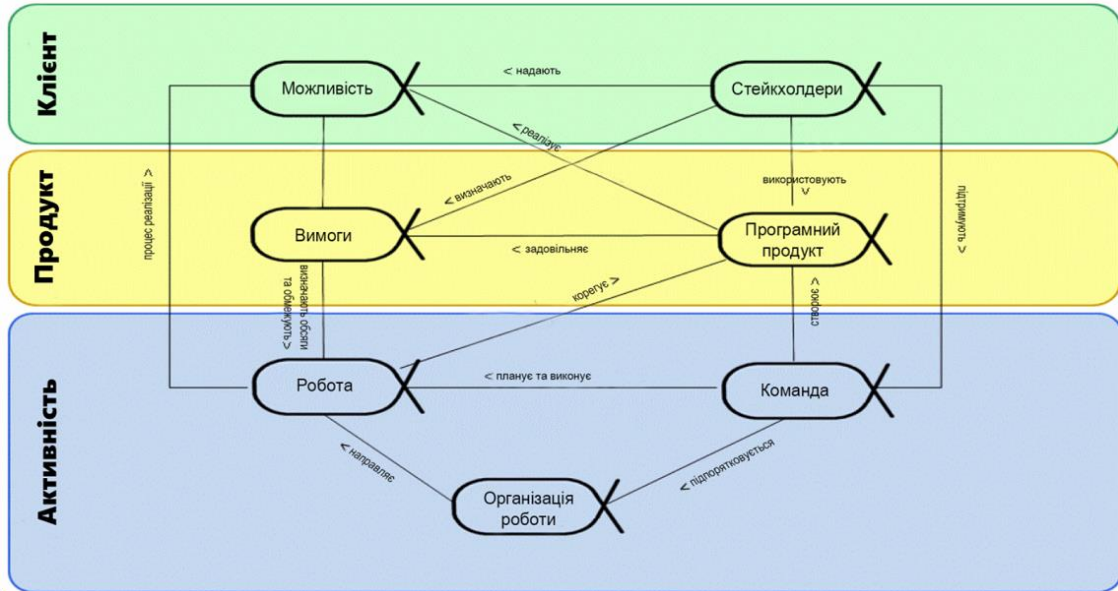 Клієнт
Можливість
< надають
Стейкхолдери
< реалізує
< визначають
використовують
>
процес реалізації >
підтримують >
Продукт
Вимоги
< задовільняє
Програмний
продукт
визначають обсяги
та обмежують >
корегує >
створює >
Активність
Робота
< планує та виконує
Команда
< направляє
< підпорятковується
Організація
роботи